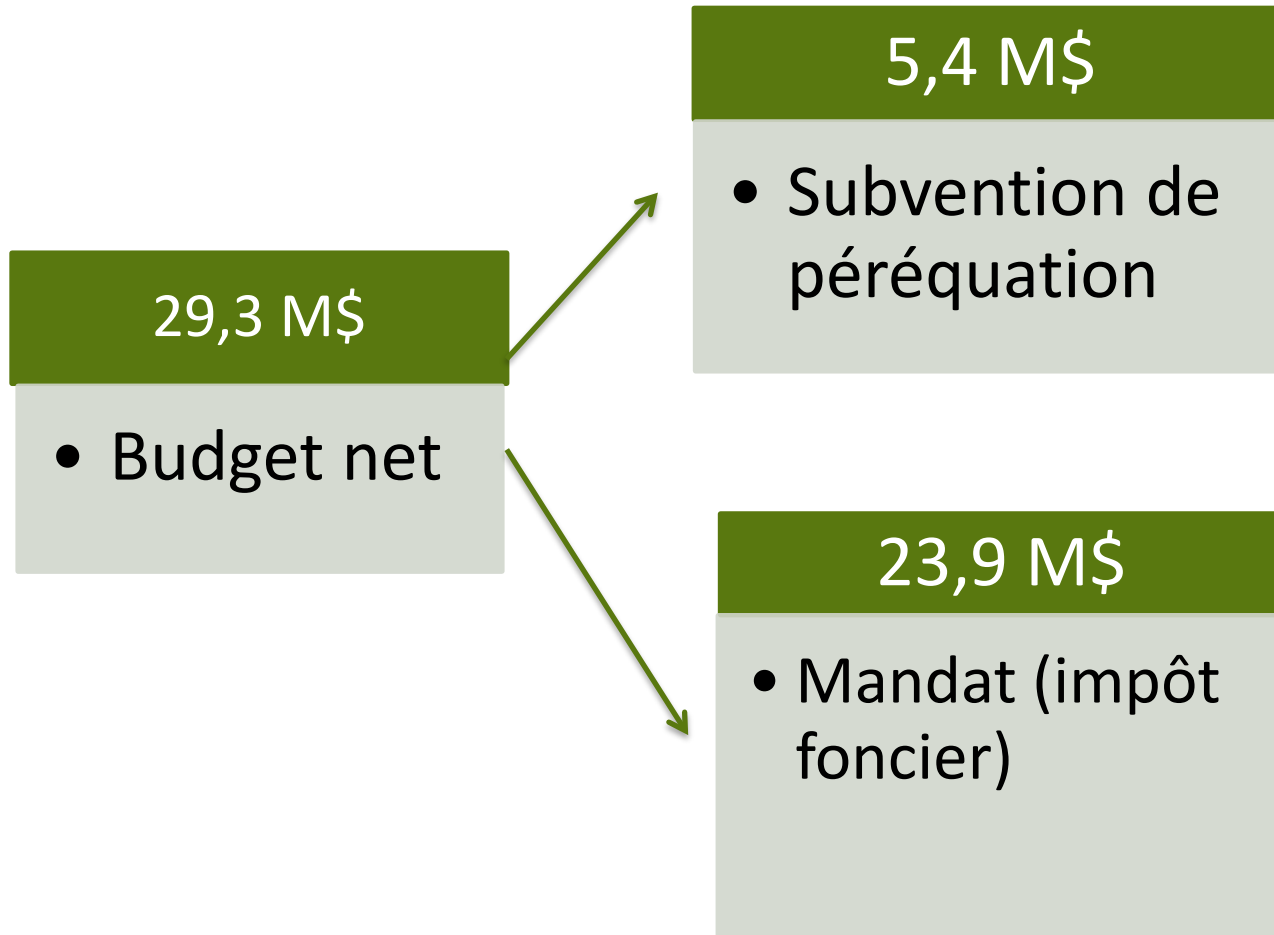 29,3 M$
• Budget net
5,4 M$
• Subvention de
péréquation
23,9 M$
• Mandat (impôt
foncier)